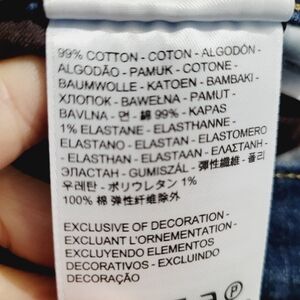 99% COTTON - COTON - ALGODÓN -
ALGODÃO - PAMUK - COTONE -
BAUMWOLLE - KATOEN - BAMBAKI -
ХЛОПОК - BAWEŁNA - PAMUT -
BAVLNA - 면 - 綿 99% - KAPAS
1% ELASTANE - ELASTHANNE -
ELASTANO - ELASTAN - ELASTOMERO
- ELASTHAN - ELASTAAN -
ЭЛАСТАН - GUMISZÁL - 彈性纖維 - 폴리
우레탄 - ポリウレタン 1%
100% 棉 弹性纤维除外
EXCLUSIVE OF DECORATION -
EXCLUANT L'ORNEMENTATION -
EXCLUYENDO ELEMENTOS
DECORATIVOS - EXCLUINDO
P